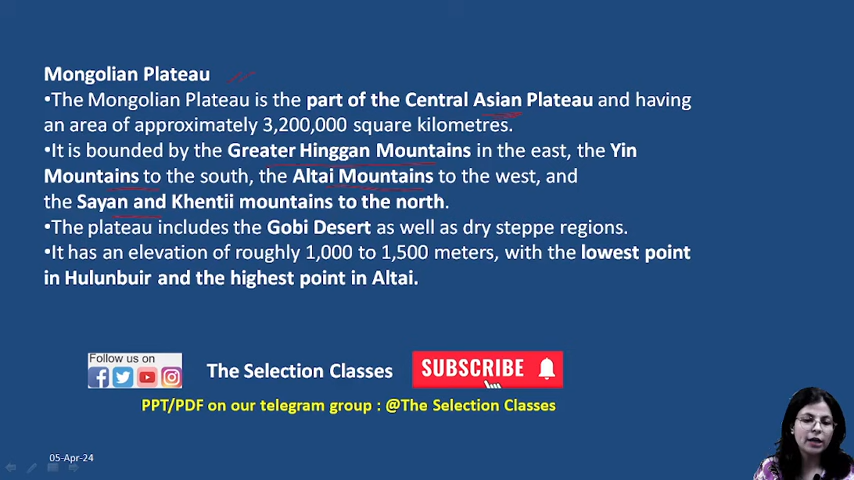 Mongolian Plateau
•The Mongolian Plateau is the part of the Central Asian Plateau and having
an area of approximately 3,200,000 square kilometres.
•It is bounded by the Greater Hinggan Mountains in the east, the Yin
Mountains to the south, the Altai Mountains to the west, and
the Sayan and Khentii mountains to the north.
•The plateau includes the Gobi Desert as well as dry steppe regions.
•It has an elevation of roughly 1,000 to 1,500 meters, with the lowest point
in Hulunbuir and the highest point in Altai.
Follow us on
The Selection Classes
SUBSCRIBE
PPT/PDF on our telegram group : @The Selection Classes
05-Apr-24